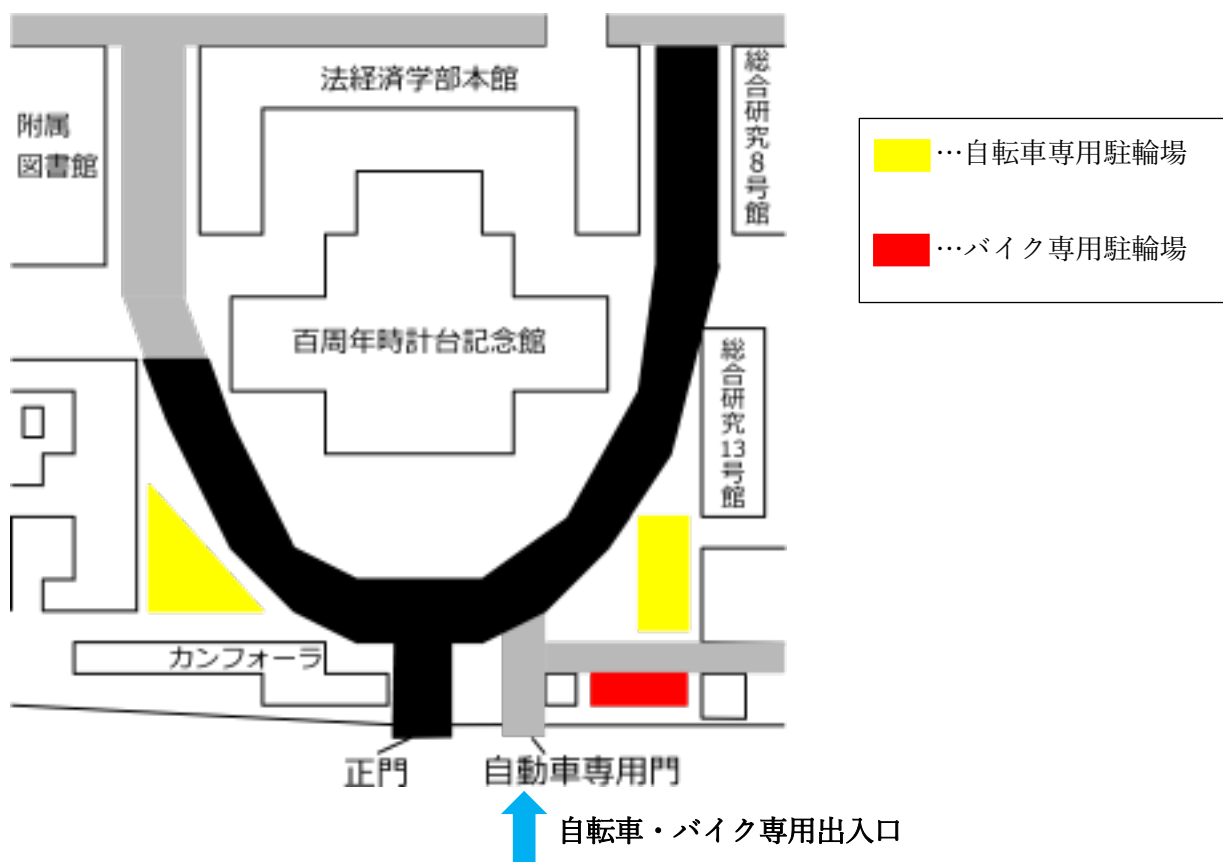 法経済学部本館
附属
図書館
総合研究8号館
…自転車専用駐輪場
…バイク専用駐輪場
百周年時計台記念館
総合研究13号館
カンフォーラ
正門
自動車専用門
自転車・バイク専用出入口